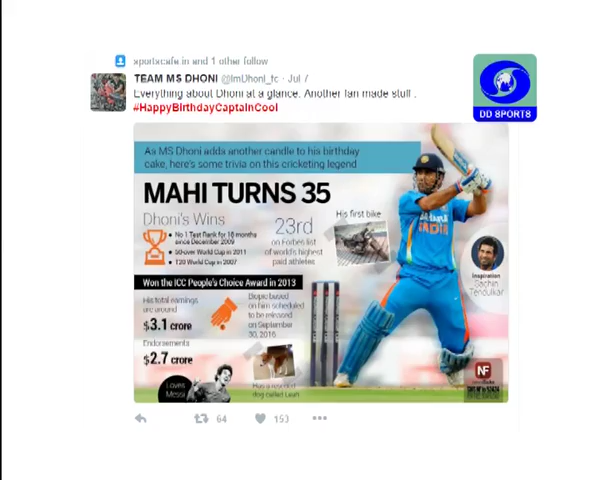 sportscafe.in and 1 other follow
TEAM MS DHONI @ImDhoni_fc · Jul 7
Everything about Dhoni at a glance. Another fan made stuff .
#HappyBirthdayCaptainCool
DD SPORTS
As MS Dhoni adds another candle to his birthday
cake, here's some trivia on this cricketing legend
MAHI TURNS 35
Dhoni's Wins
No 1 Test Rank for 18 months
since December 2009
50-over World Cup in 2011
T20 World Cup in 2007
23rd
on Forbes list
of world's highest
paid athletes
His first bike
INDIA
Inspiration
Sachin
Tendulkar
Won the ICC People's Choice Award in 2013
His total earnings
are around
$3.1 crore
Endorsements
$2.7 crore
Biopic based
on him scheduled
to be released
on September
30, 2016
Loves
Messi
Has a
dog called Leah
NF
64
153